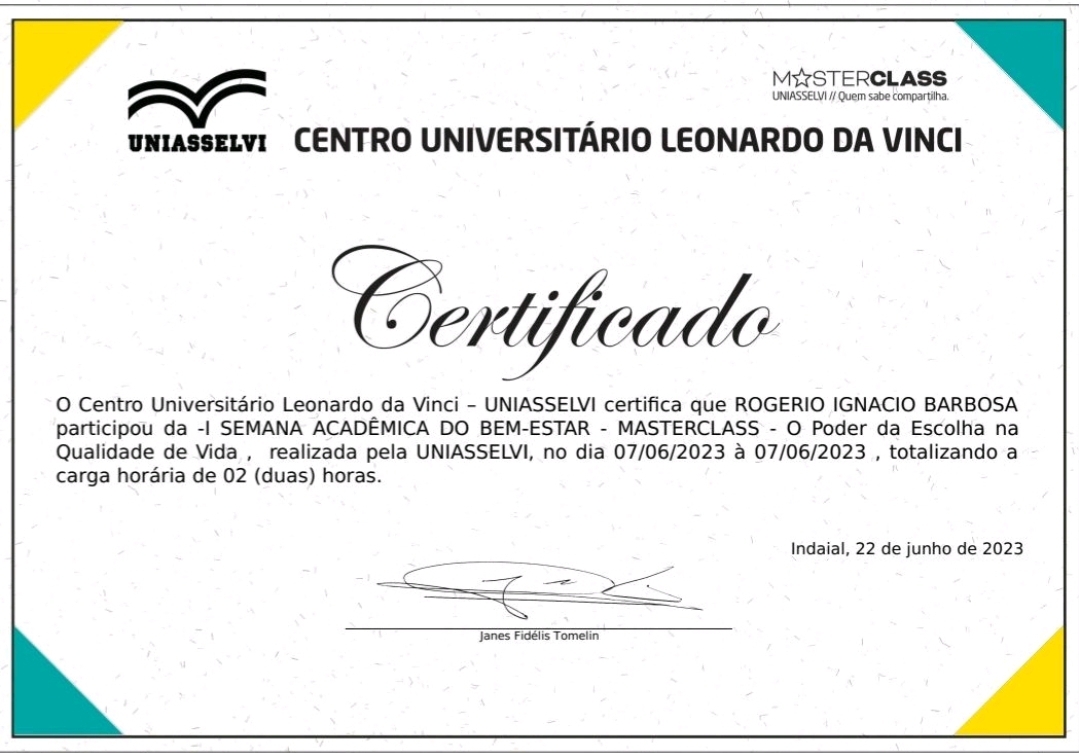 M☆STERCLASS
UNIASSELVI // Quem sabe compartilha.
UNIASSELVI
CENTRO UNIVERSITÁRIO LEONARDO DA VINCI
Certificado
O Centro Universitário Leonardo da Vinci – UNIASSELVI certifica que ROGERIO IGNACIO BARBOSA
participou da -I SEMANA ACADÊMICA DO BEM-ESTAR - MASTERCLASS - O Poder da Escolha na
Qualidade de Vida , realizada pela UNIASSELVI, no dia 07/06/2023 à 07/06/2023 , totalizando a
carga horária de 02 (duas) horas.
Indaial, 22 de junho de 2023
Janes Fidélis Tomelin